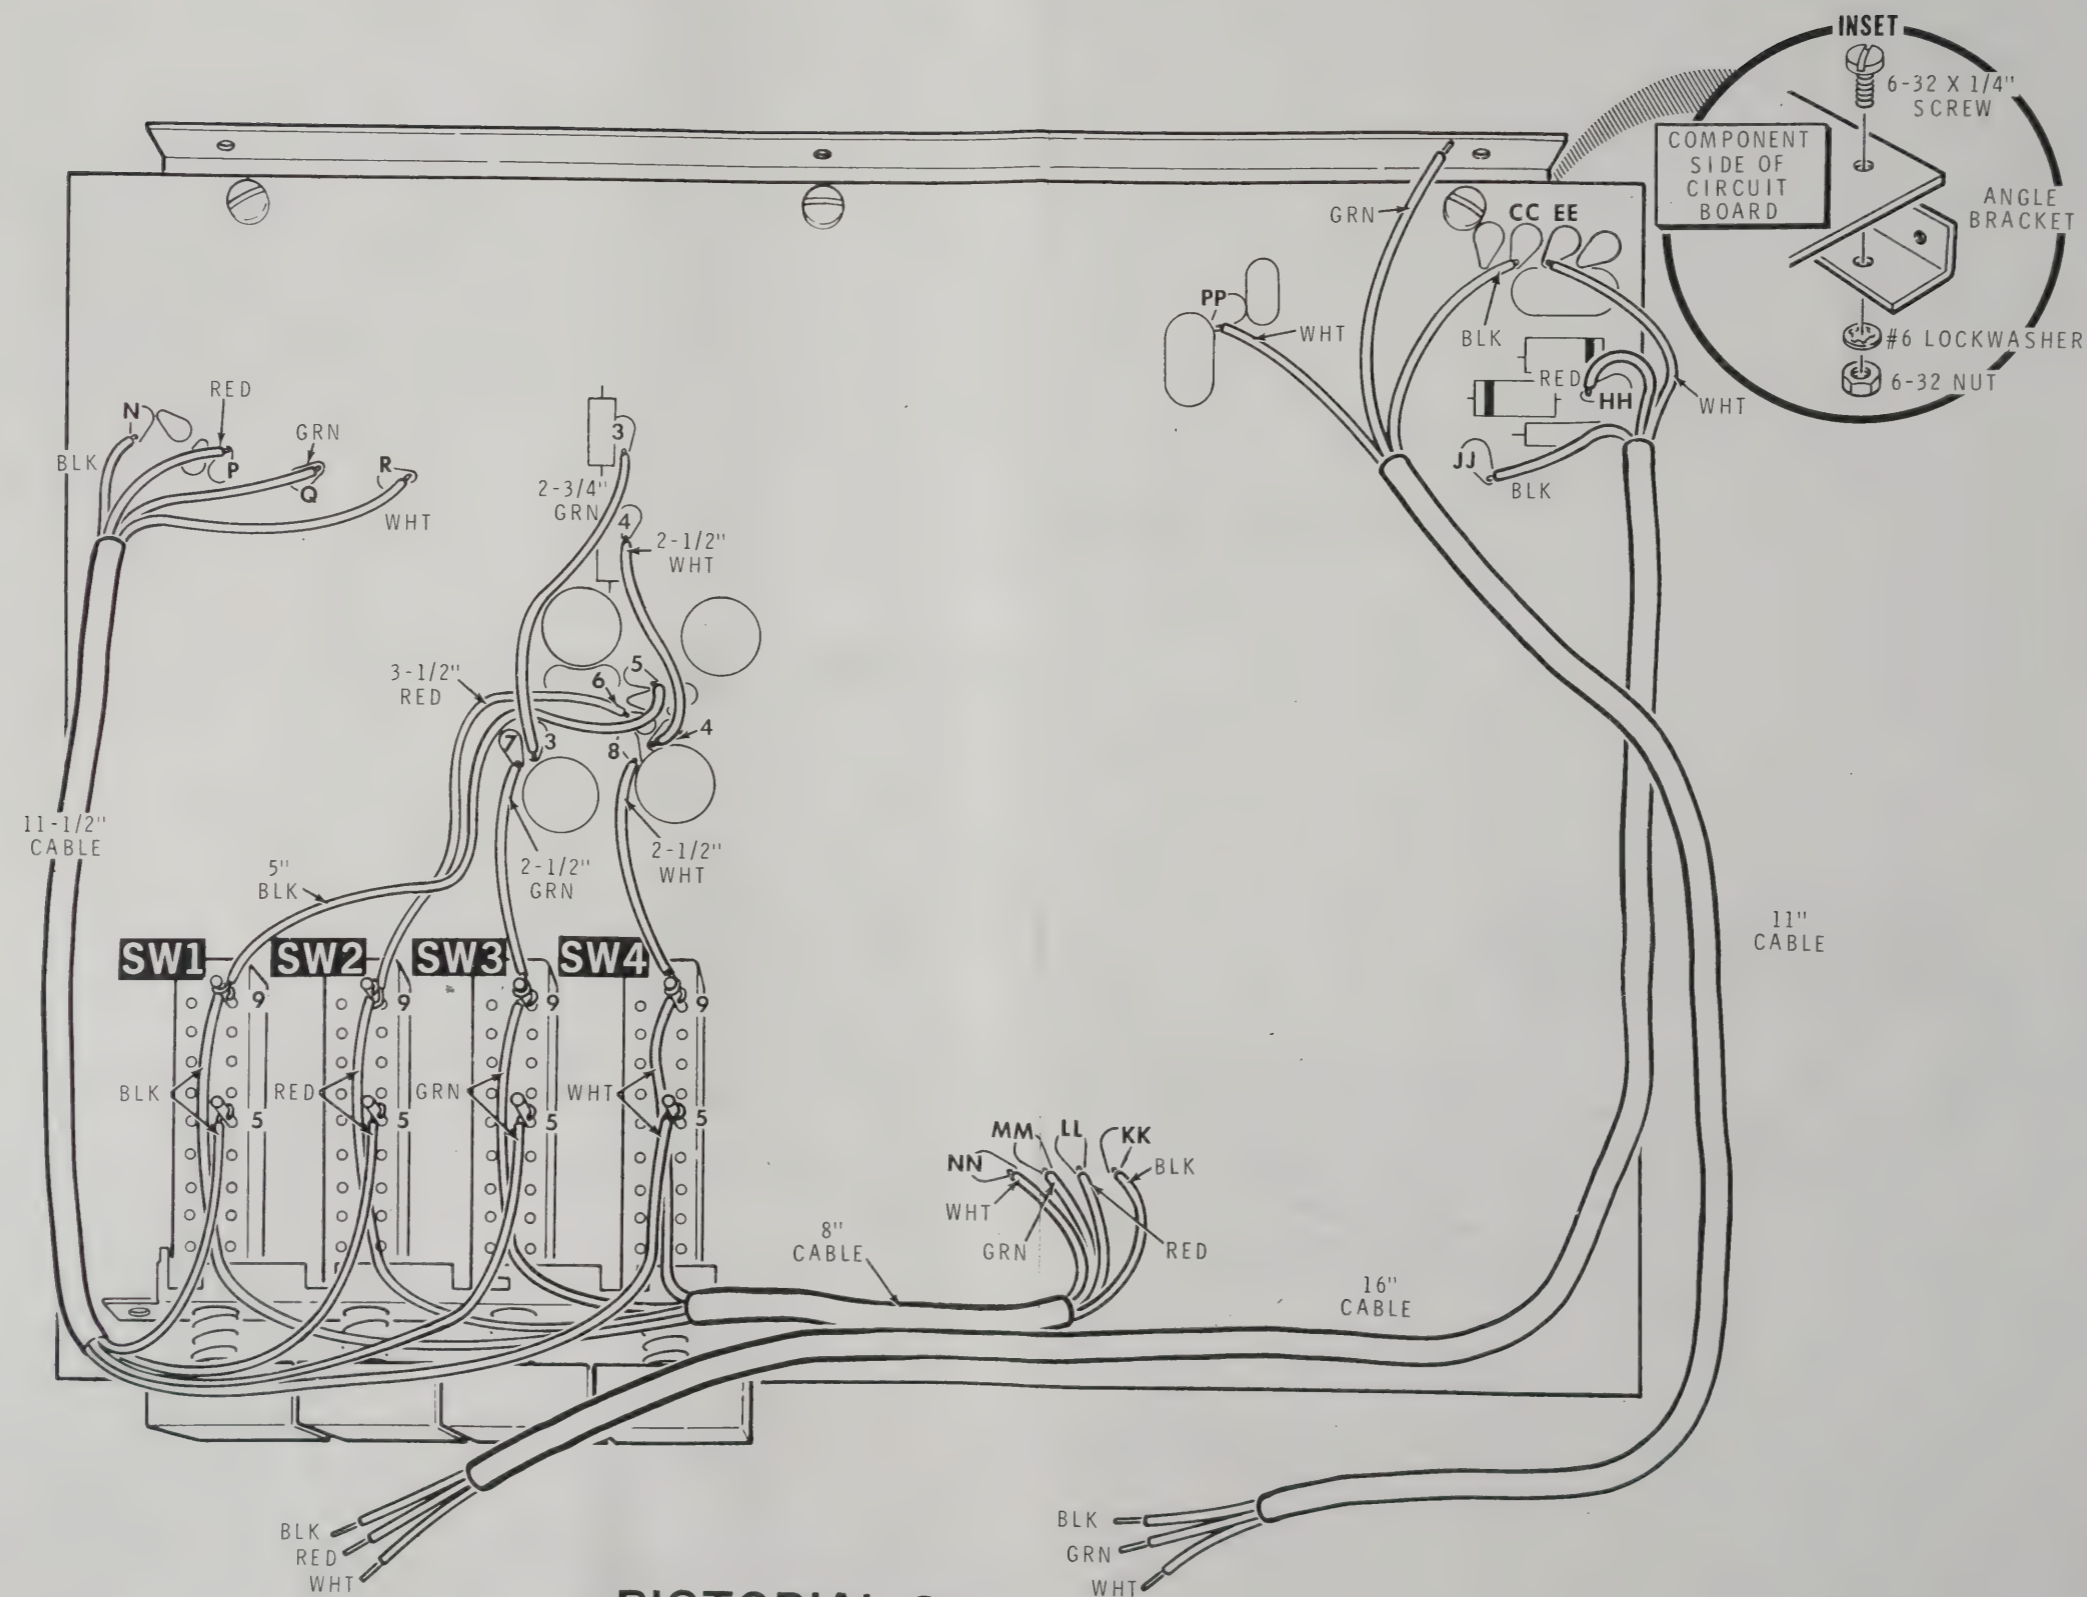 INSET
6-32 X 1/4"
SCREW
COMPONENT
SIDE OF
CIRCUIT
BOARD
ANGLE
BRACKET
#6 LOCKWASHER
6-32 NUT
GRN
CC EE
PP
WHT
BLK
RED
HH
WHT
JJ
BLK
N
RED
BLK
P
GRN
Q
R
WHT
3
2-3/4"
GRN
4
2-1/2"
WHT
3-1/2"
RED
5
6
4
7
3
8
11-1/2"
CABLE
5"
BLK
2-1/2"
GRN
2-1/2"
WHT
11"
CABLE
SW1
SW2
SW3
SW4
9
9
9
9
BLK
RED
GRN
WHT
5
5
5
5
NN
MM
LL
KK
BLK
WHT
GRN
RED
8"
CABLE
16"
CABLE
BLK
RED
WHT
BLK
GRN
WHT
PICTORIAL